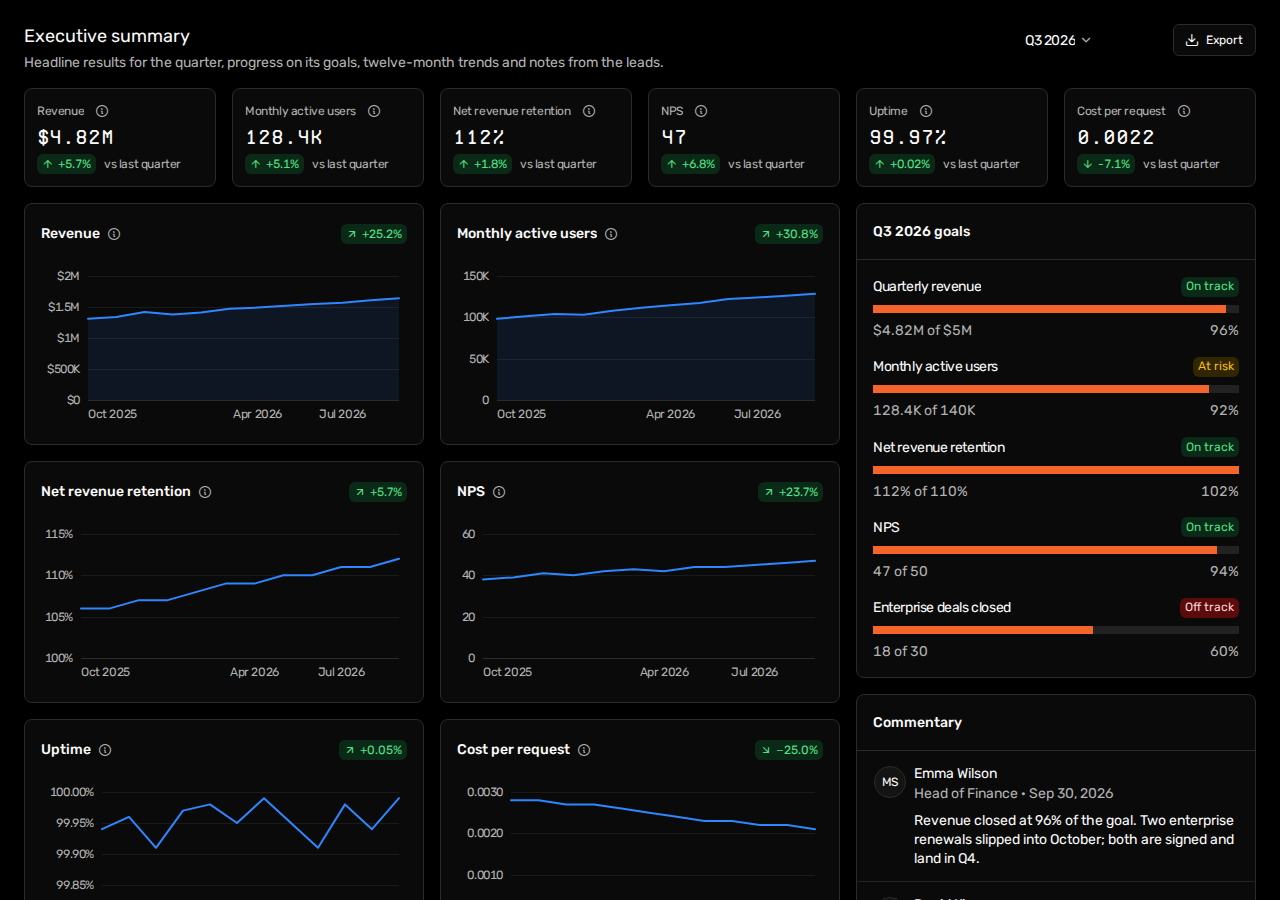 Executive summary
Headline results for the quarter, progress on its goals, twelve-month trends and notes from the leads.
Q3 2026
Export
Revenue
$4.82M
+5.7% vs last quarter
Monthly active users
128.4K
+5.1% vs last quarter
Net revenue retention
112%
+1.8% vs last quarter
NPS
47
+6.8% vs last quarter
Uptime
99.97%
+0.02% vs last quarter
Cost per request
0.0022
-7.1% vs last quarter
Revenue
+25.2%
$2M
$1.5M
$1M
$500K
$0
Oct 2025 Apr 2026 Jul 2026
Monthly active users
+30.8%
150K
100K
50K
0
Oct 2025 Apr 2026 Jul 2026
Net revenue retention
+5.7%
115%
110%
105%
100%
Oct 2025 Apr 2026 Jul 2026
NPS
+23.7%
60
40
20
0
Oct 2025 Apr 2026 Jul 2026
Uptime
+0.05%
100.00%
99.95%
99.90%
99.85%
Cost per request
−25.0%
0.0030
0.0020
0.0010
Q3 2026 goals
Quarterly revenue On track
$4.82M of $5M 96%
Monthly active users At risk
128.4K of 140K 92%
Net revenue retention On track
112% of 110% 102%
NPS On track
47 of 50 94%
Enterprise deals closed Off track
18 of 30 60%
Commentary
MS
Emma Wilson
Head of Finance • Sep 30, 2026
Revenue closed at 96% of the goal. Two enterprise
renewals slipped into October; both are signed and
land in Q4.